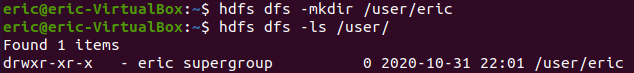 eric@eric-VirtualBox:~$ hdfs dfs -mkdir /user/eric
eric@eric-VirtualBox:~$ hdfs dfs -ls /user/
Found 1 items
drwxr-xr-x   - eric supergroup          0 2020-10-31 22:01 /user/eric